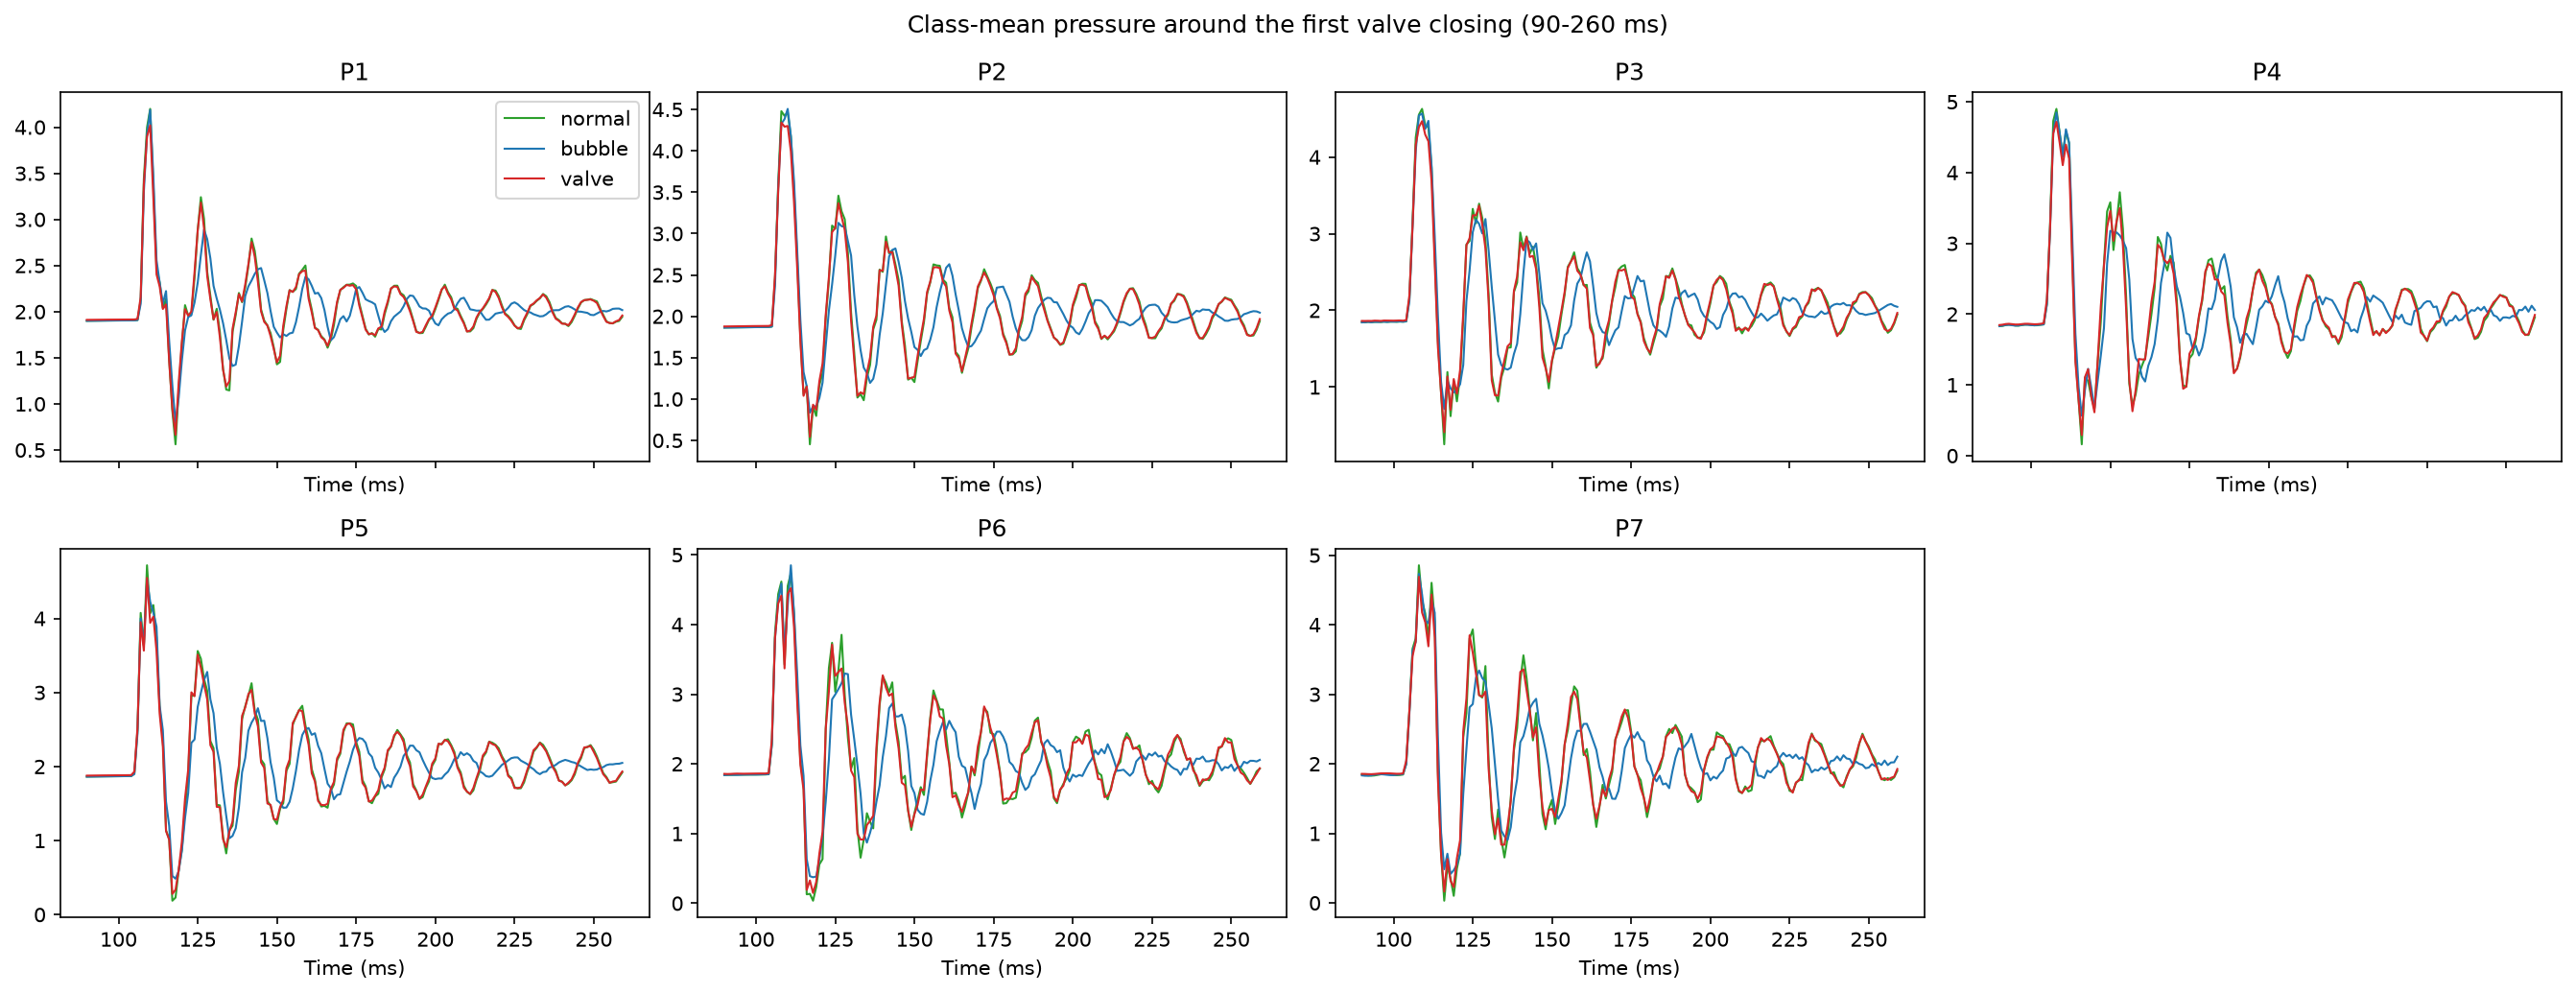 Class-mean pressure around the first valve closing (90-260 ms)
P1
4.0
3.5
3.0
2.5
2.0
1.5
1.0
0.5
normal
bubble
valve
Time (ms)
P2
4.5
4.0
3.5
3.0
2.5
2.0
1.5
1.0
0.5
Time (ms)
P3
4
3
2
1
Time (ms)
P4
5
4
3
2
1
0
Time (ms)
P5
4
3
2
1
0
100 125 150 175 200 225 250
Time (ms)
P6
5
4
3
2
1
0
100 125 150 175 200 225 250
Time (ms)
P7
5
4
3
2
1
0
100 125 150 175 200 225 250
Time (ms)